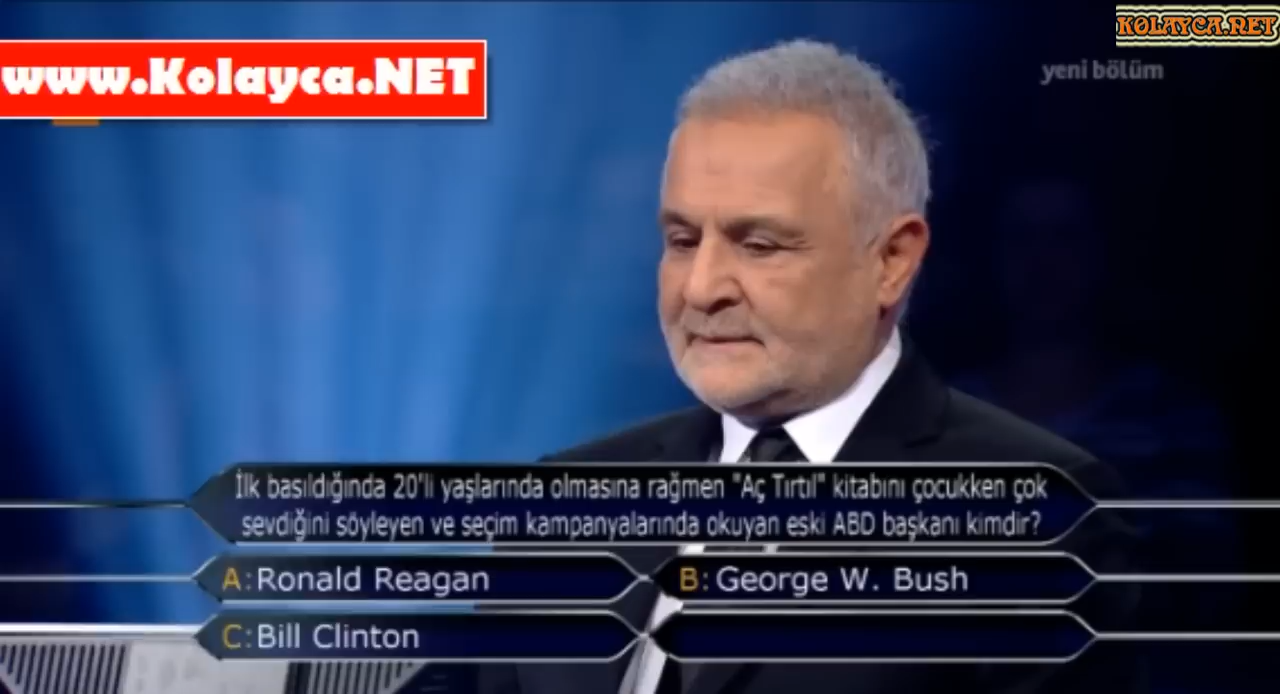 KOLAYCA.NET
www.Kolayca.NET
yeni bölüm
İlk basıldığında 20'li yaşlarında olmasına rağmen "Aç Tırtıl" kitabını çocukken çok
sevdiğini söyleyen ve seçim kampanyalarında okuyan eski ABD başkanı kimdir?
A: Ronald Reagan
B: George W. Bush
C: Bill Clinton